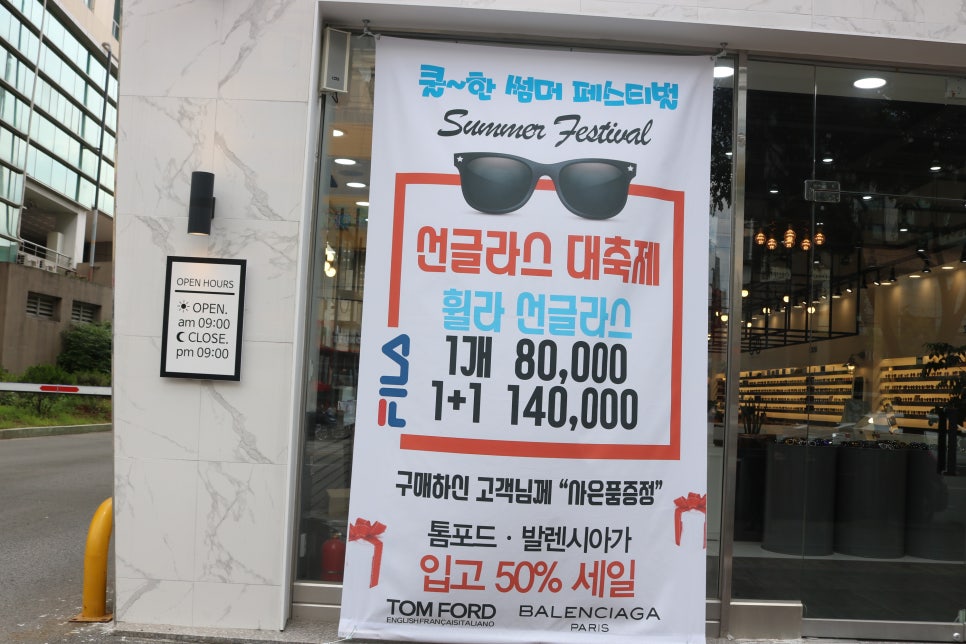 OPEN HOURS
OPEN.
am 09:00
CLOSE.
pm 09:00
쿨~한 썸머 페스티벌
Summer Festival
선글라스 대축제
휠라 선글라스
1개 80,000
1+1 140,000
FILA
구매하신 고객님께 “사은품증정”
톰포드 · 발렌시아가
입고 50% 세일
TOM FORD
ENGLISHFRANÇAISITALIANO
BALENCIAGA
PARIS